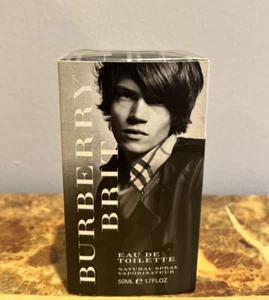 BURBERRY
BRIT
EAU DE
TOILETTE
NATURAL SPRAY
VAPORISATEUR
50ML ℮ 1.7FL.OZ